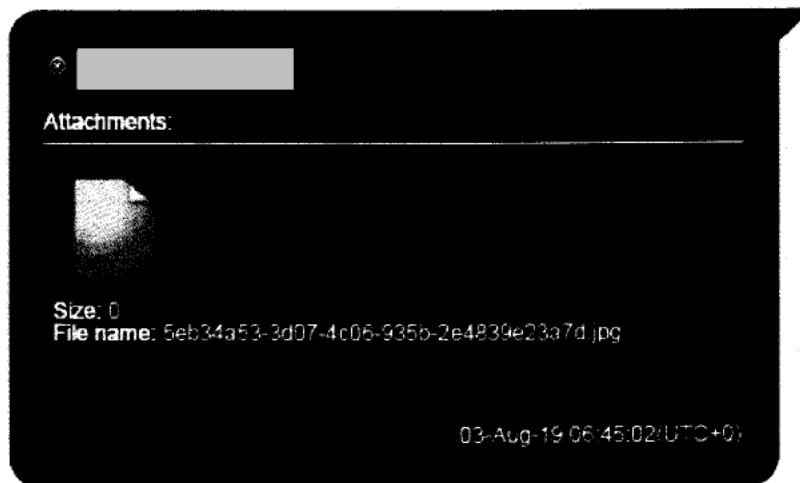 Attachments:
Size: 0
File name: 5eb34a53-3d07-4c06-935b-2e4839e23a7d.jpg
03-Aug-19 06:45:02(UTC+0)